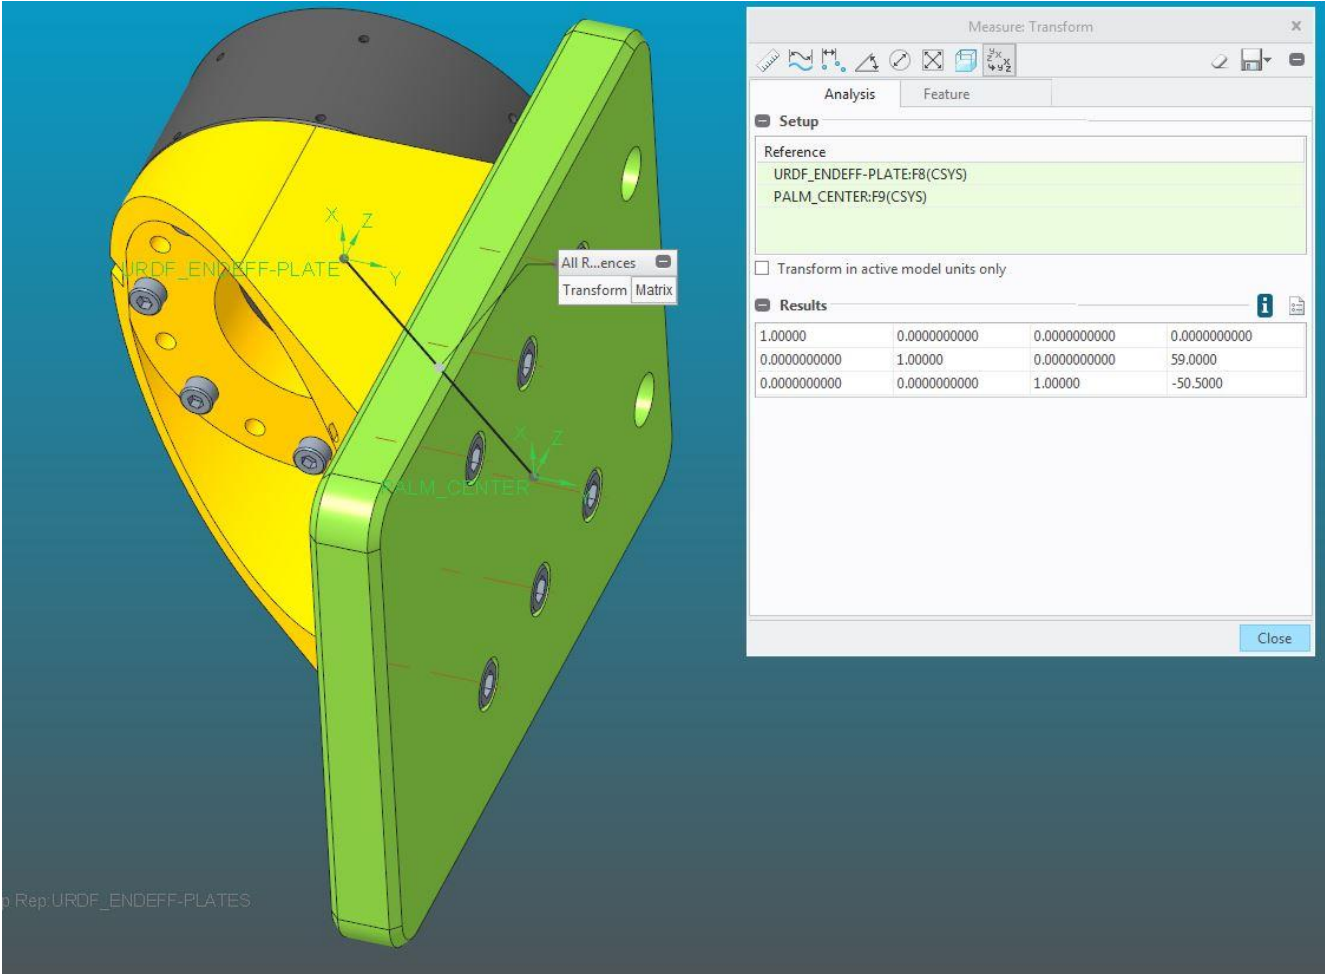 Measure: Transform
Analysis
Feature
Setup
Reference
URDF_ENDEFF-PLATE:F8(CSYS)
PALM_CENTER:F9(CSYS)
Transform in active model units only
Results
1.00000 0.0000000000 0.0000000000 0.0000000000
0.0000000000 1.00000 0.0000000000 59.0000
0.0000000000 0.0000000000 1.00000 -50.5000
Close
X
Z
Y
URDF_ENDEFF-PLATE
All R...ences
Transform Matrix
X
Z
PALM_CENTER
p Rep:URDF_ENDEFF-PLATES